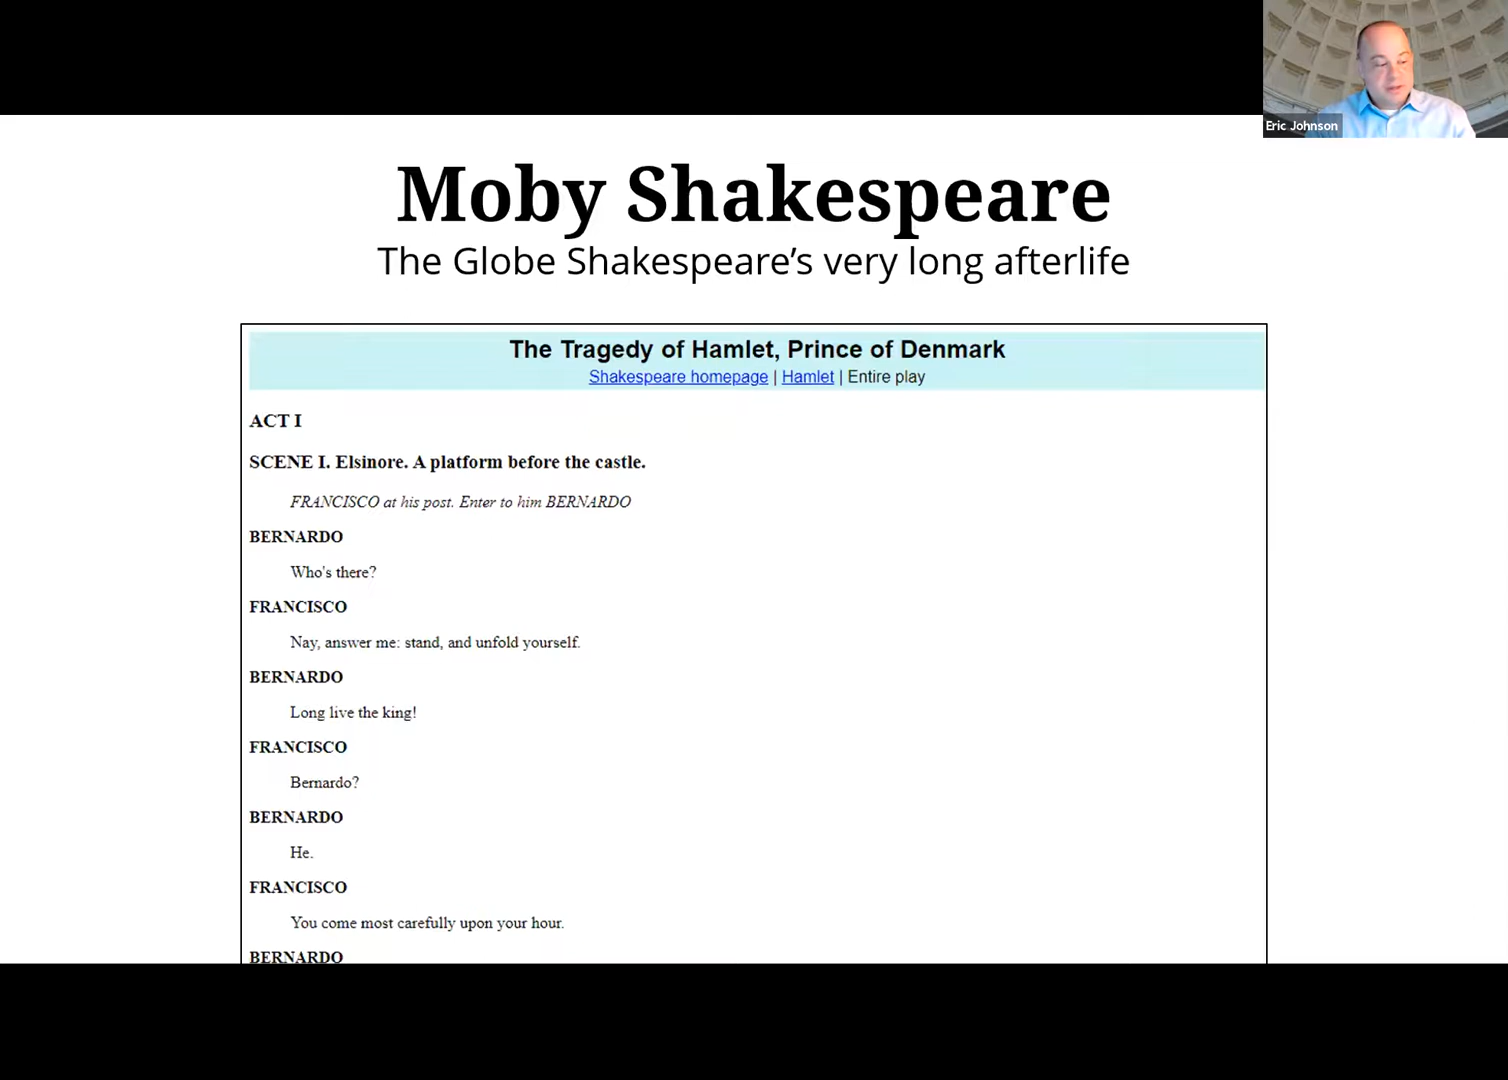 Eric Johnson
Moby Shakespeare
The Globe Shakespeare’s very long afterlife
The Tragedy of Hamlet, Prince of Denmark
Shakespeare homepage | Hamlet | Entire play
ACT I
SCENE I. Elsinore. A platform before the castle.
FRANCISCO at his post. Enter to him BERNARDO
BERNARDO
Who's there?
FRANCISCO
Nay, answer me: stand, and unfold yourself.
BERNARDO
Long live the king!
FRANCISCO
Bernardo?
BERNARDO
He.
FRANCISCO
You come most carefully upon your hour.
BERNARDO